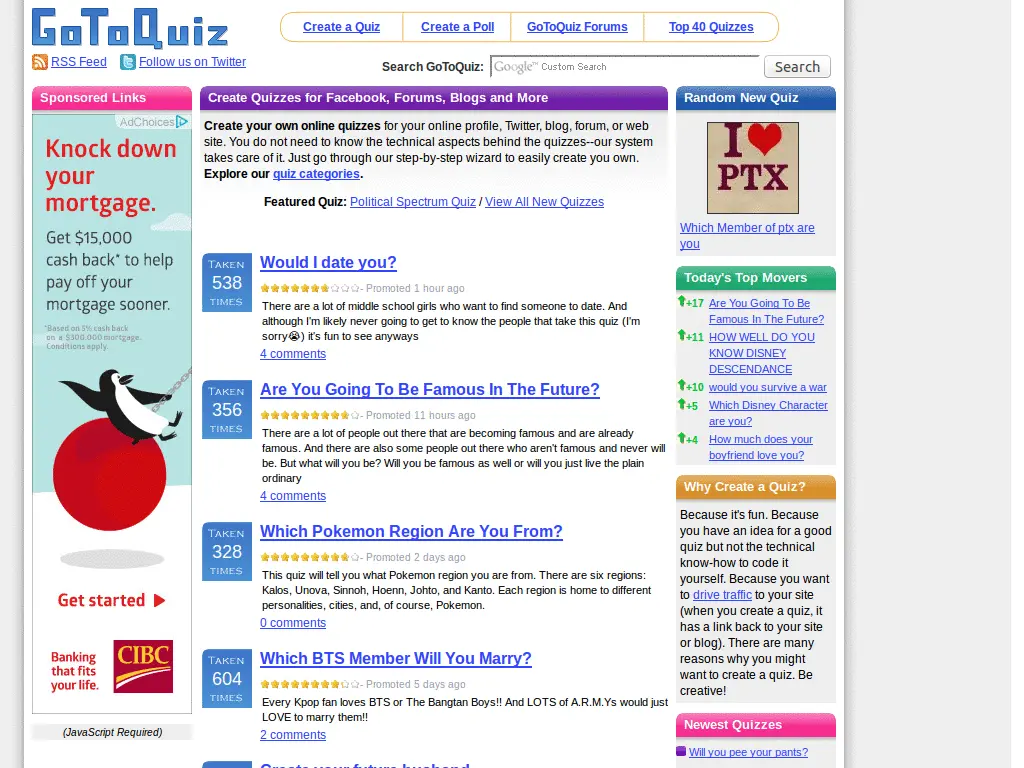 GoToQuiz
Create a Quiz
Create a Poll
GoToQuiz Forums
Top 40 Quizzes
RSS Feed
Follow us on Twitter
Search GoToQuiz:
Google™ Custom Search
Search
Sponsored Links
AdChoices
Knock down
your
mortgage.
Get $15,000
cash back* to help
pay off your
mortgage sooner.
*Based on 5% cash back
on a $300,000 mortgage.
Conditions apply.
Get started
Banking
that fits
your life.
CIBC
(JavaScript Required)
Create Quizzes for Facebook, Forums, Blogs and More
Create your own online quizzes for your online profile, Twitter, blog, forum, or web
site. You do not need to know the technical aspects behind the quizzes--our system
takes care of it. Just go through our step-by-step wizard to easily create you own.
Explore our quiz categories.
Featured Quiz: Political Spectrum Quiz / View All New Quizzes
Taken
538
times
Would I date you?
- Promoted 1 hour ago
There are a lot of middle school girls who want to find someone to date. And
although I'm likely never going to get to know the people that take this quiz (I'm
sorry😭) it's fun to see anyways
4 comments
Taken
356
times
Are You Going To Be Famous In The Future?
- Promoted 11 hours ago
There are a lot of people out there that are becoming famous and are already
famous. And there are also some people out there who aren't famous and never will
be. But what will you be? Will you be famous as well or will you just live the plain
ordinary
4 comments
Taken
328
times
Which Pokemon Region Are You From?
- Promoted 2 days ago
This quiz will tell you what Pokemon region you are from. There are six regions:
Kalos, Unova, Sinnoh, Hoenn, Johto, and Kanto. Each region is home to different
personalities, cities, and, of course, Pokemon.
0 comments
Taken
604
times
Which BTS Member Will You Marry?
- Promoted 5 days ago
Every Kpop fan loves BTS or The Bangtan Boys!! And LOTS of A.R.M.Ys would just
LOVE to marry them!!
2 comments
Create your future husband
Random New Quiz
I
PTX
Which Member of ptx are
you
Today's Top Movers
+17 Are You Going To Be
Famous In The Future?
+11 HOW WELL DO YOU
KNOW DISNEY
DESCENDANCE
+10 would you survive a war
+5 Which Disney Character
are you?
+4 How much does your
boyfriend love you?
Why Create a Quiz?
Because it's fun. Because
you have an idea for a good
quiz but not the technical
know-how to code it
yourself. Because you want
to drive traffic to your site
(when you create a quiz, it
has a link back to your site
or blog). There are many
reasons why you might
want to create a quiz. Be
creative!
Newest Quizzes
Will you pee your pants?